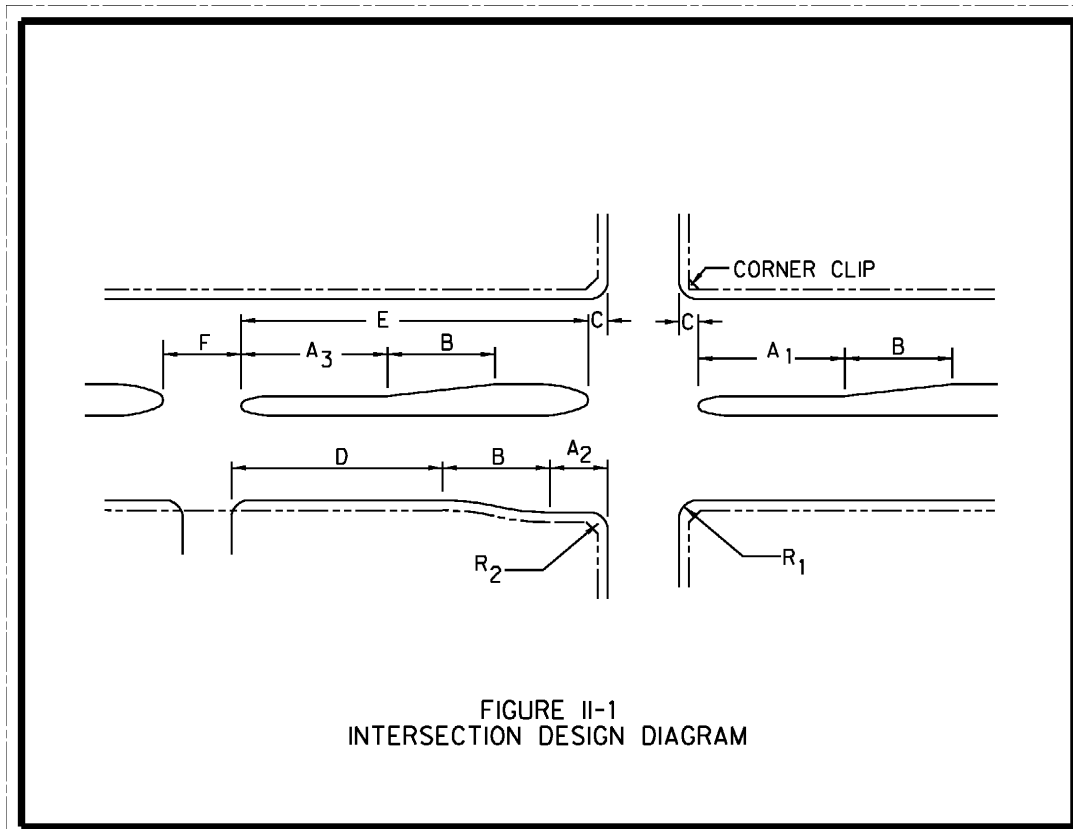 CORNER CLIP
E
C
C
F
A3
B
A1
B
D
B
A2
R2
R1
FIGURE II-1
INTERSECTION DESIGN DIAGRAM